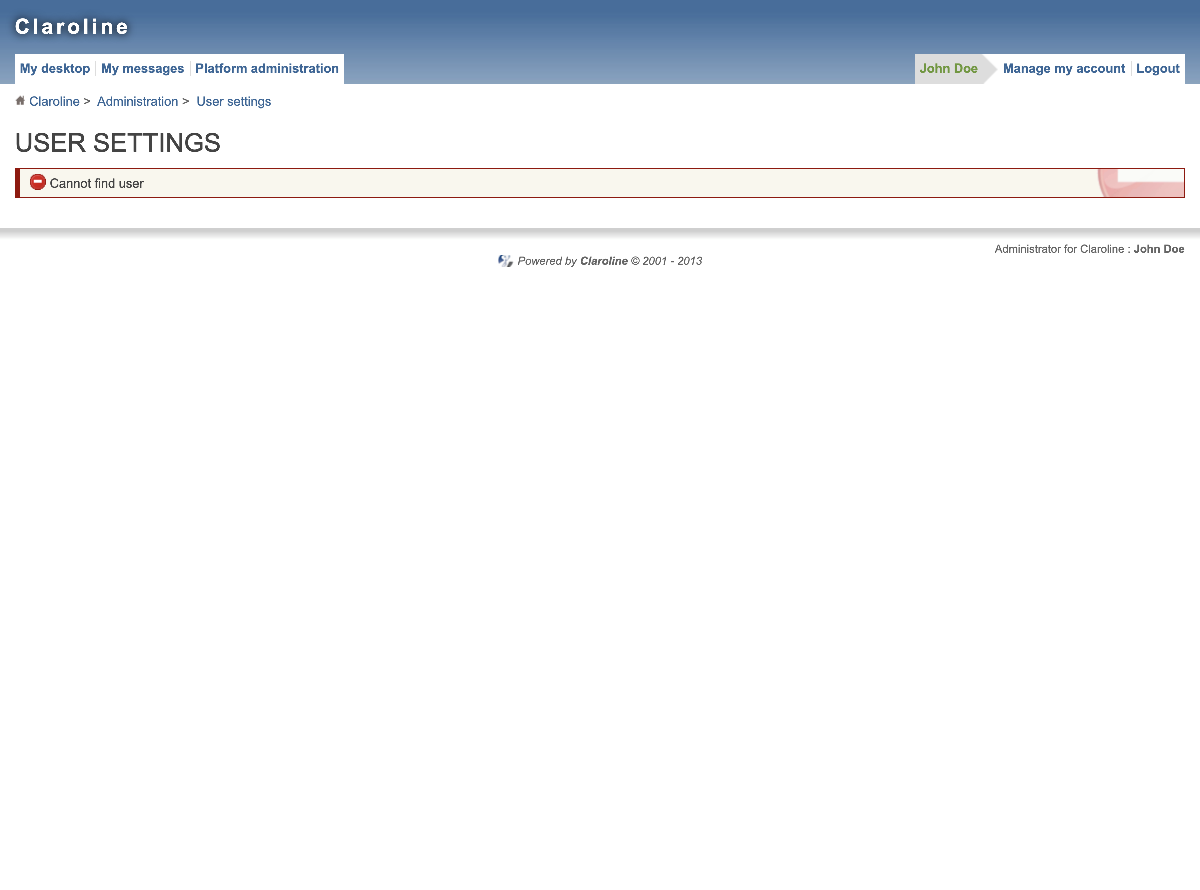 Claroline
My desktop My messages Platform administration John Doe Manage my account Logout
Claroline > Administration > User settings
USER SETTINGS
Cannot find user
Administrator for Claroline : John Doe
Powered by Claroline © 2001 - 2013